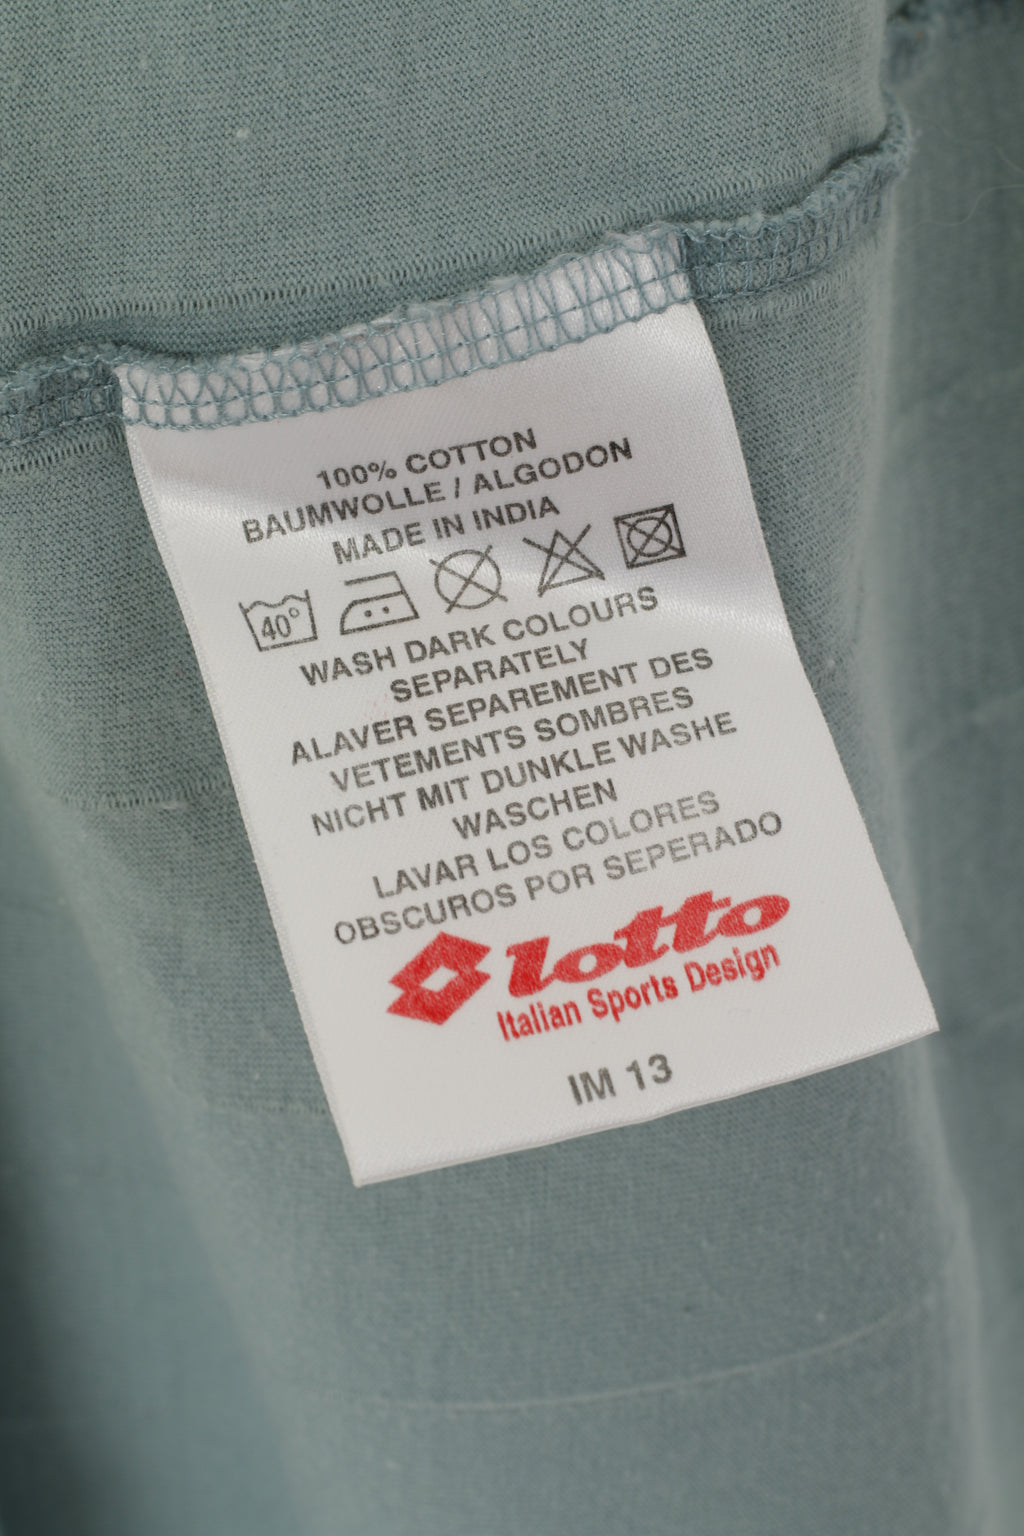 100% COTTON
BAUMWOLLE / ALGODON
MADE IN INDIA
40°
WASH DARK COLOURS
SEPARATELY
ALAVER SEPAREMENT DES
VETEMENTS SOMBRES
NICHT MIT DUNKLE WASHE
WASCHEN
LAVAR LOS COLORES
OBSCUROS POR SEPERADO
lotto
Italian Sports Design
IM 13